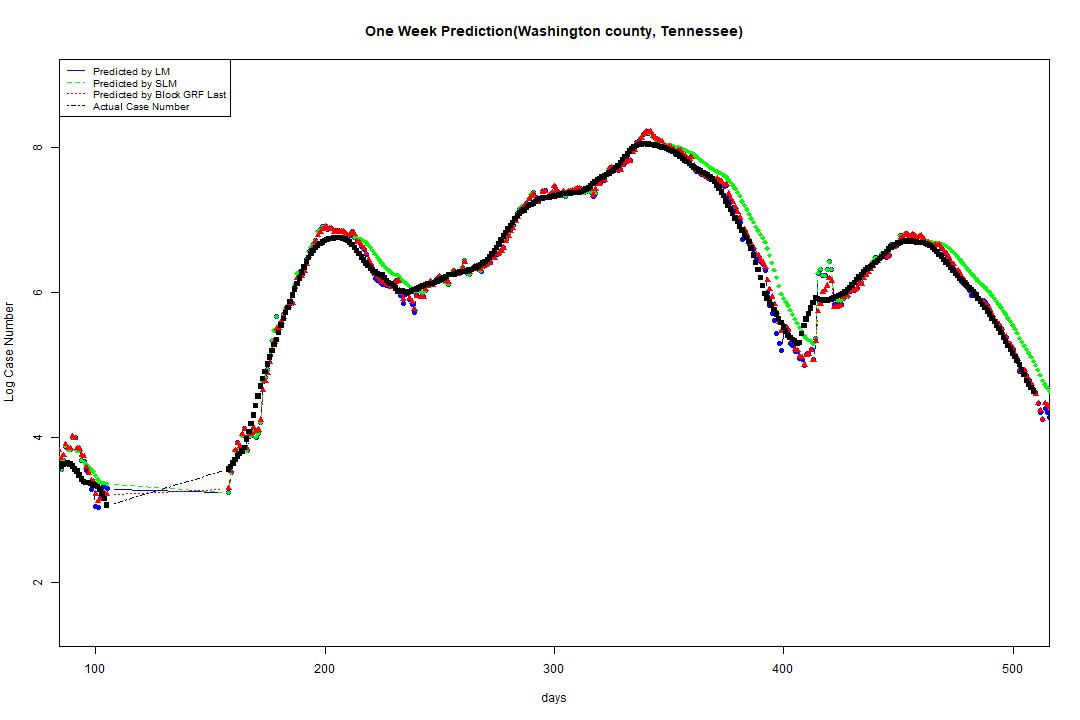 One Week Prediction(Washington county, Tennessee)
Predicted by LM
Predicted by SLM
Predicted by Block GRF Last
Actual Case Number
Log Case Number
8
6
4
2
100 200 300 400 500
days